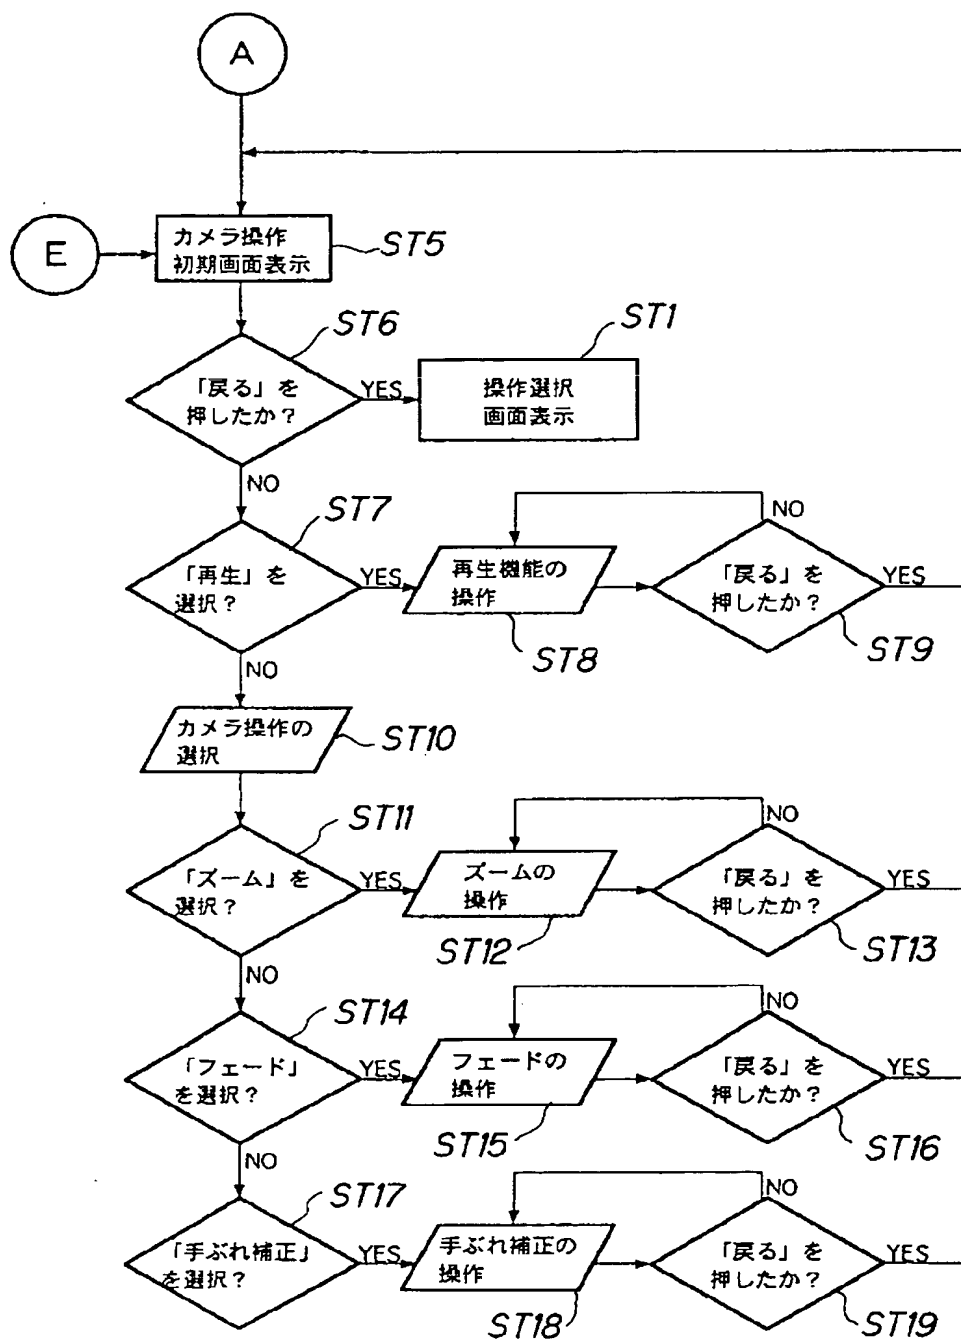 A
E
カメラ操作
初期画面表示
ST5
ST6
「戻る」を
押したか？
YES
ST1
操作選択
画面表示
NO
ST7
「再生」を
選択？
YES
再生機能の
操作
ST8
NO
「戻る」を
押したか？
YES
ST9
NO
カメラ操作の
選択
ST10
ST11
「ズーム」を
選択？
YES
ズームの
操作
ST12
NO
「戻る」を
押したか？
YES
ST13
NO
ST14
「フェード」
を選択？
YES
フェードの
操作
ST15
NO
「戻る」を
押したか？
YES
ST16
NO
ST17
「手ぶれ補正」
を選択？
YES
手ぶれ補正の
操作
ST18
NO
「戻る」を
押したか？
YES
ST19